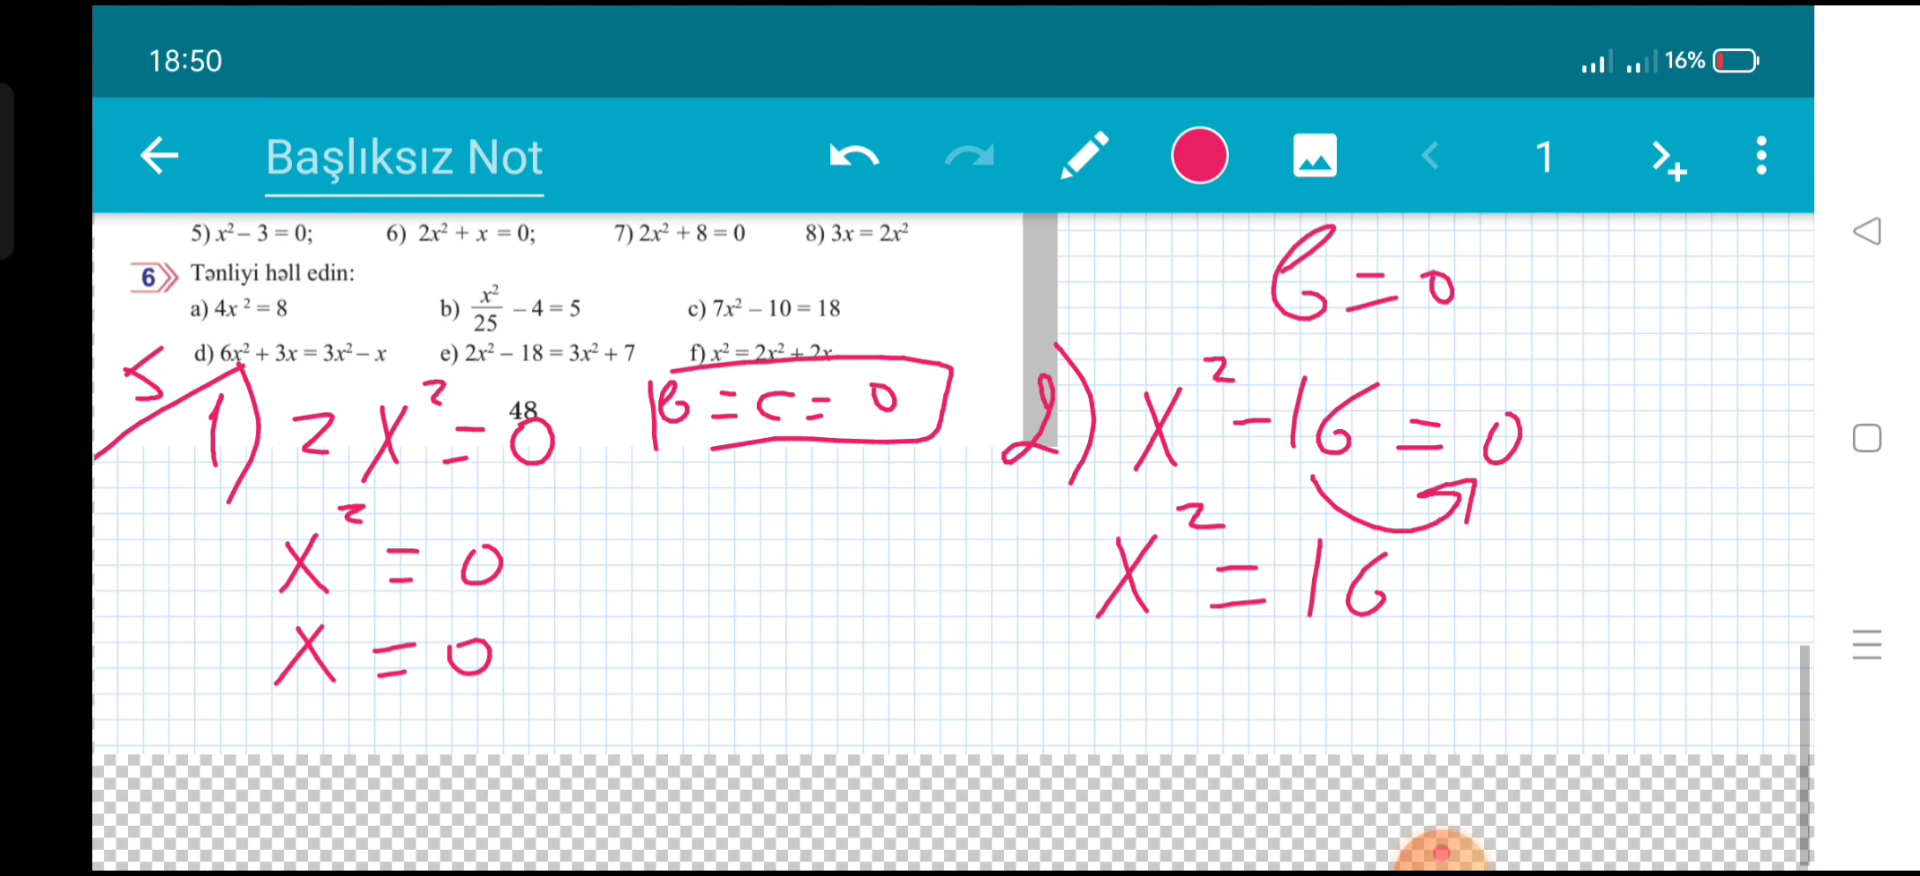 18:50
16%
Başlıksız Not
1
5) x² – 3 = 0; 6) 2x² + x = 0; 7) 2x² + 8 = 0 8) 3x = 2x²
6 Tənliyi həll edin:
a) 4x ² = 8 b) x²/25 – 4 = 5 c) 7x² – 10 = 18
d) 6x² + 3x = 3x² – x e) 2x² – 18 = 3x² + 7 f) x² = 2x² + 2x
48
5
1) 2x² = 0
b = c = 0
x² = 0
x = 0
b = 0
2) x² - 16 = 0
x² = 16